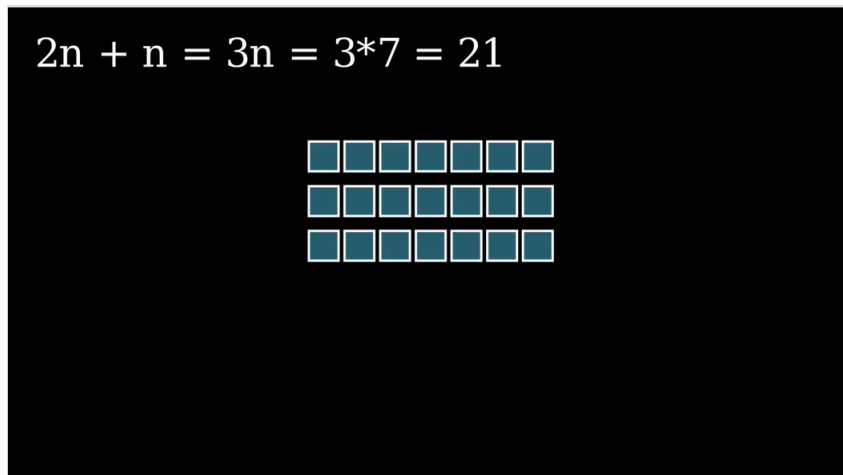 2n + n = 3n = 3*7 = 21